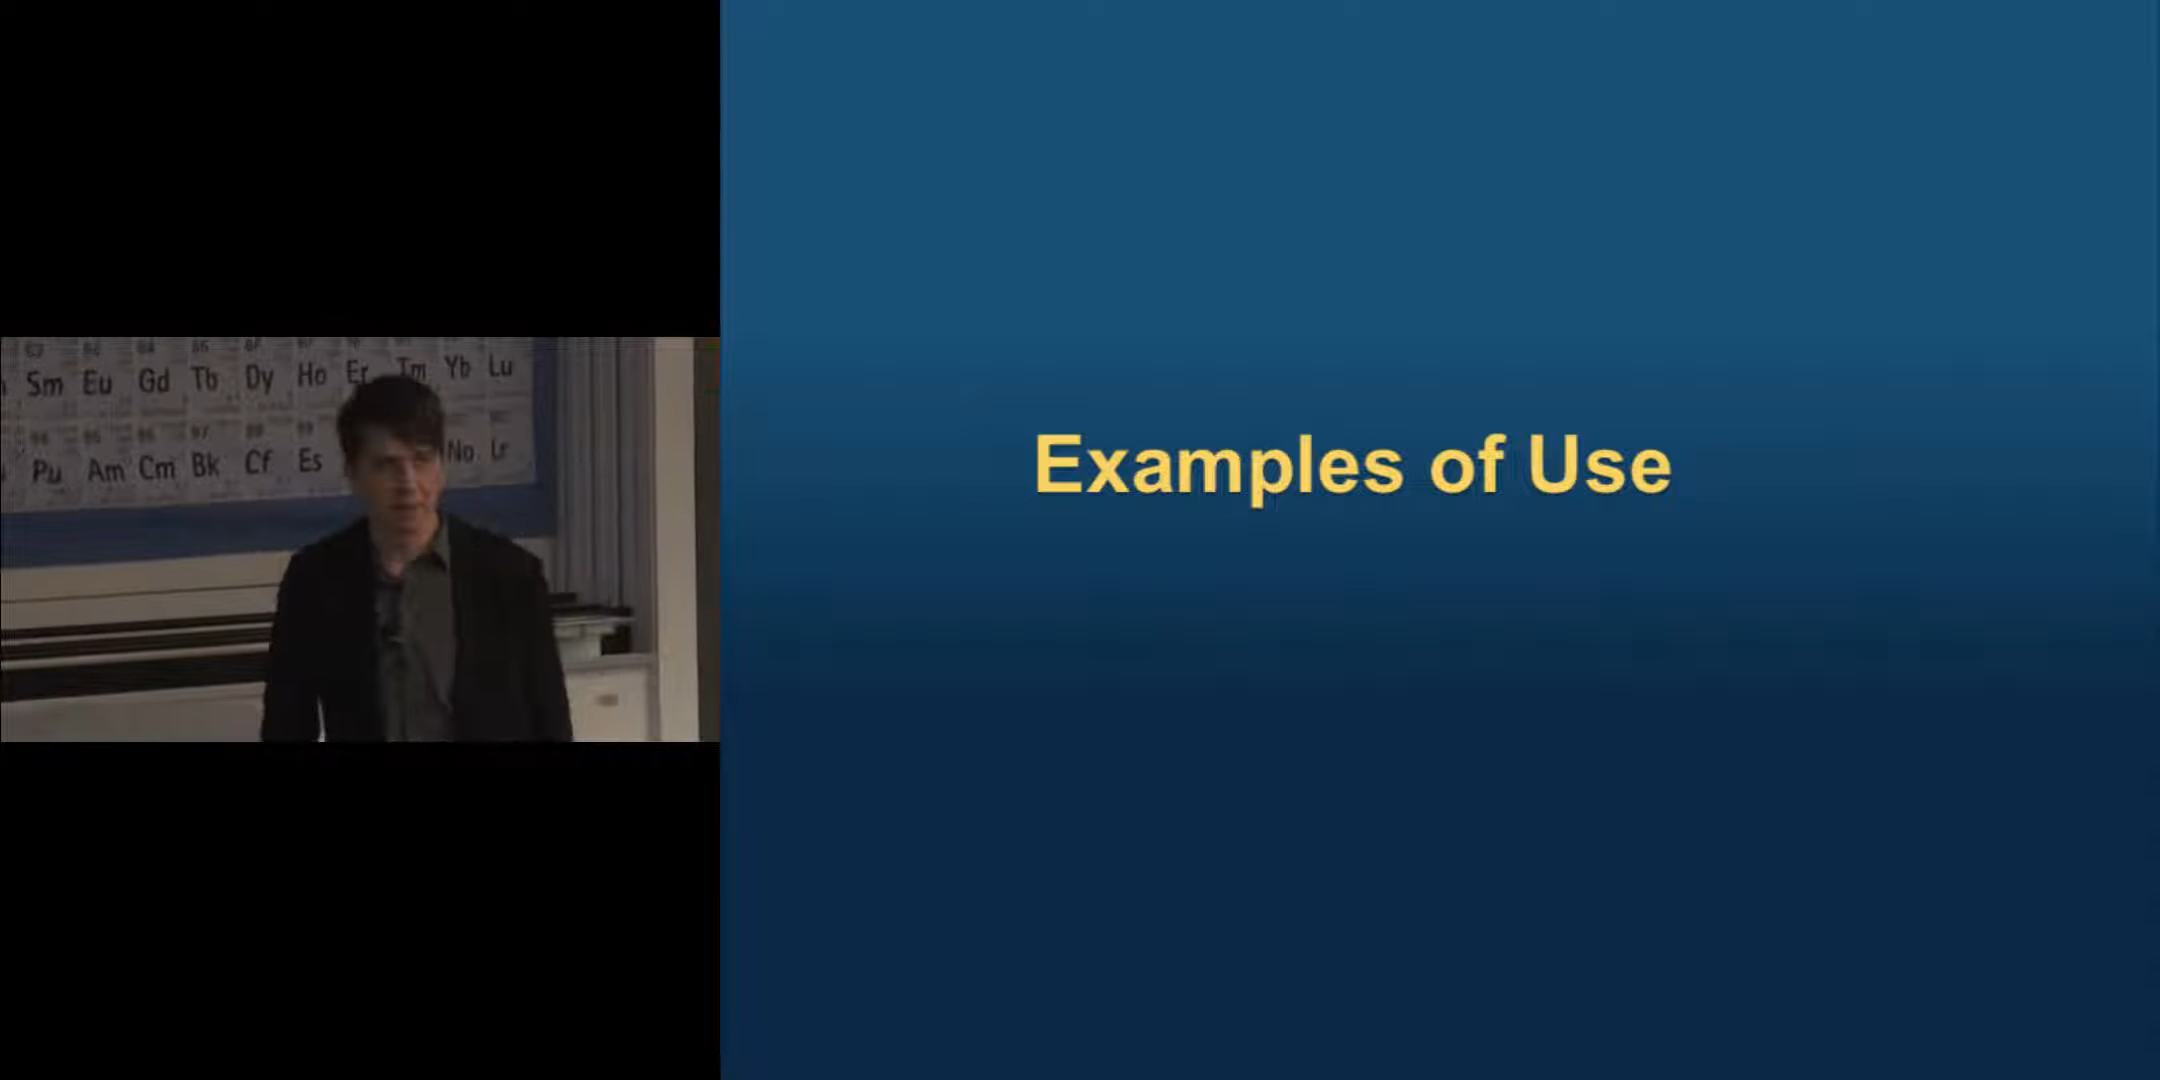 Sm Eu Gd Tb Dy Ho Er Tm Yb Lu
Pu Am Cm Bk Cf Es No Lr
Examples of Use